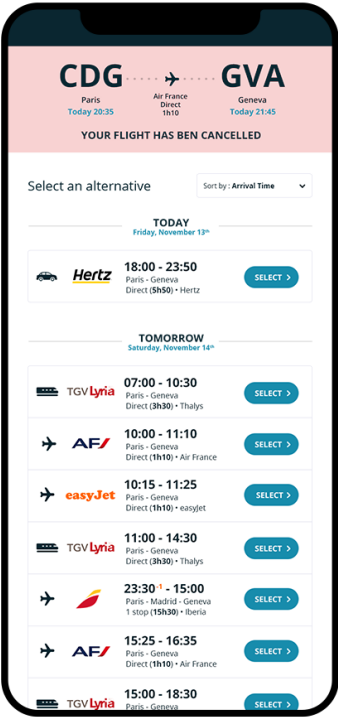 CDG GVA
Paris
Today 20:35
Air France
Direct
1h10
Geneva
Today 21:45
YOUR FLIGHT HAS BEN CANCELLED
Select an alternative
Sort by : Arrival Time
TODAY
Friday, November 13th
Hertz
18:00 - 23:50
Paris - Geneva
Direct (5h50) • Hertz
SELECT
TOMORROW
Saturday, November 14th
TGV Lyria
07:00 - 10:30
Paris - Geneva
Direct (3h30) • Thalys
SELECT
AF
10:00 - 11:10
Paris - Geneva
Direct (1h10) • Air France
SELECT
easyJet
10:15 - 11:25
Paris - Geneva
Direct (1h10) • easyJet
SELECT
TGV Lyria
11:00 - 14:30
Paris - Geneva
Direct (3h30) • Thalys
SELECT
23:30-1 - 15:00
Paris - Madrid - Geneva
1 stop (15h30) • Iberia
SELECT
AF
15:25 - 16:35
Paris - Geneva
Direct (1h10) • Air France
SELECT
TGV Lyria
15:00 - 18:30
Paris - Geneva
SELECT